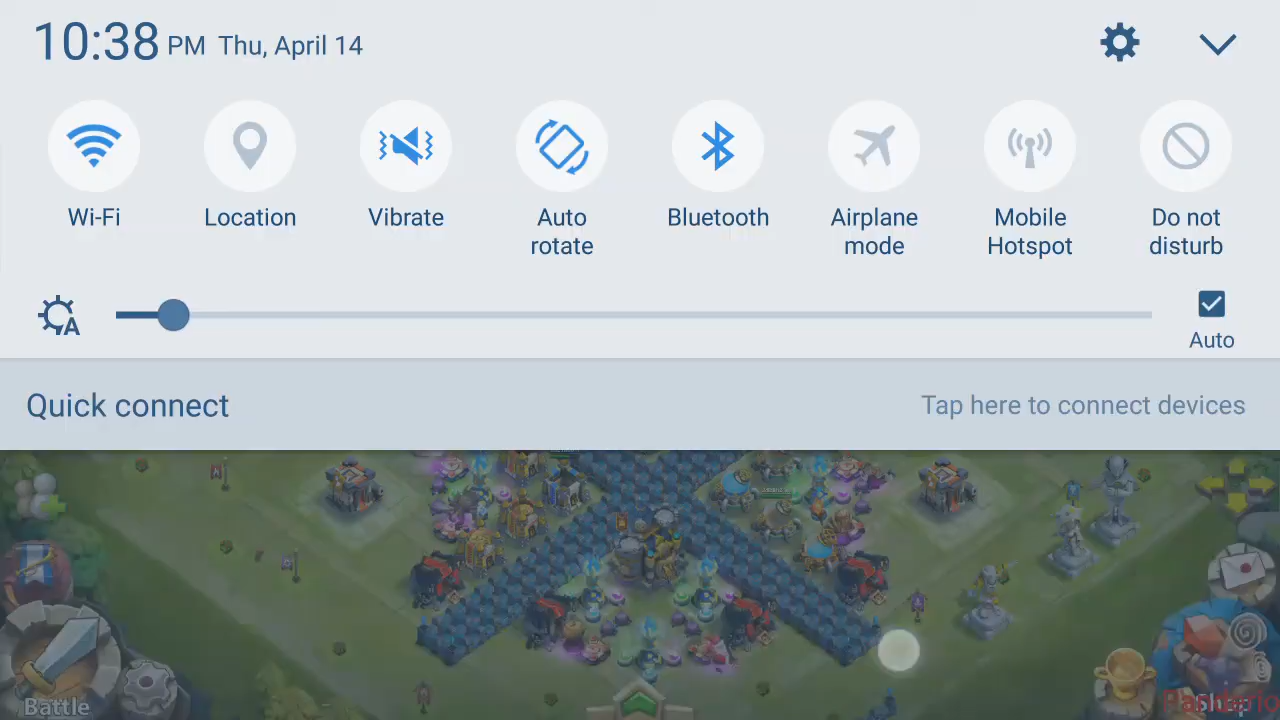 10:38 PM Thu, April 14
Wi-Fi
Location
Vibrate
Auto
rotate
Bluetooth
Airplane
mode
Mobile
Hotspot
Do not
disturb
A
Auto
Quick connect
Tap here to connect devices
Battle